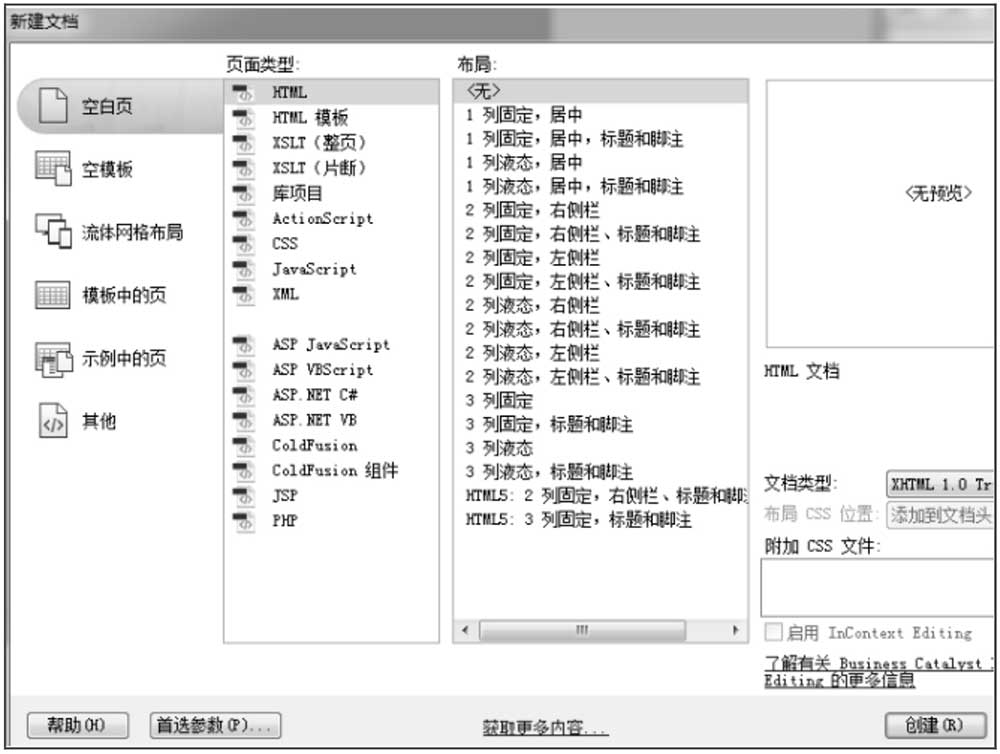 新建文档
空白页
空模板
流体网格布局
模板中的页
示例中的页
其他
页面类型:
HTML
HTML 模板
XSLT（整页）
XSLT（片断）
库项目
ActionScript
CSS
JavaScript
XML
ASP JavaScript
ASP VBScript
ASP.NET C#
ASP.NET VB
ColdFusion
ColdFusion 组件
JSP
PHP
布局:
<无>
1 列固定，居中
1 列固定，居中，标题和脚注
1 列液态，居中
1 列液态，居中，标题和脚注
2 列固定，右侧栏
2 列固定，右侧栏、标题和脚注
2 列固定，左侧栏
2 列固定，左侧栏、标题和脚注
2 列液态，右侧栏
2 列液态，右侧栏、标题和脚注
2 列液态，左侧栏
2 列液态，左侧栏、标题和脚注
3 列固定
3 列固定，标题和脚注
3 列液态
3 列液态，标题和脚注
HTML5: 2 列固定，右侧栏、标题和脚
HTML5: 3 列固定，标题和脚注
<无预览>
HTML 文档
文档类型:
XHTML 1.0 Tr
布局 CSS 位置:
添加到文档头
附加 CSS 文件:
启用 InContext Editing
了解有关 Business Catalyst
Editing 的更多信息
帮助(H)
首选参数(P)...
获取更多内容...
创建(R)